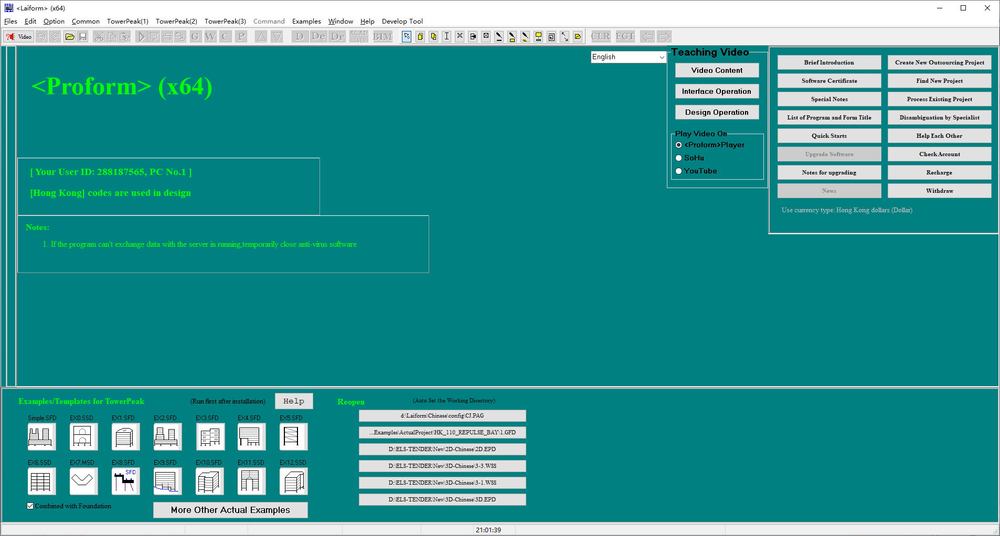 <Laiform> (x64)
Files Edit Option Common TowerPeak(1) TowerPeak(2) TowerPeak(3) Command Examples Window Help Develop Tool
Video G W C P D De Dr ACAD BIM CLR FGT
English
<Proform> (x64)
[ Your User ID: 288187565, PC No.1 ]
[Hong Kong] codes are used in design
Notes:
1. If the program can't exchange data with the server in running,temporarily close anti-virus software
Teaching Video
Video Content
Interface Operation
Design Operation
Play Video On
<Proform>Player
SoHu
YouTube
Brief Introduction
Create New Outsourcing Project
Software Certificate
Find New Project
Special Notes
Process Existing Project
List of Program and Form Title
Disambiguation by Specialist
Quick Starts
Help Each Other
Upgrade Software
Check Account
Notes for upgrading
Recharge
News
Withdraw
Use currency type: Hong Kong dollars (Dollar)
Examples/Templates for TowerPeak
(Run first after installation)
Help
Simple.SFD EX0.SSD EX1.SFD EX2.SFD EX3.SFD EX4.SFD EX5.SFD
EX6.SSD EX7.MSD EX8.SFD EX9.SFD EX10.SFD EX11.SSD EX12.SSD
SFD
Combined with Foundation
More Other Actual Examples
Reopen
(Auto Set the Working Directory)
d:\Laiform\Chinese\config\CJ.PAG
...Examples\ActualProject\HK_110_REPULSE_BAY\1.GFD
D:\ELS-TENDER\New\2D-Chinese\2D.EPD
D:\ELS-TENDER\New\3D-Chinese\3-3.WSS
D:\ELS-TENDER\New\3D-Chinese\3-1.WSS
D:\ELS-TENDER\New\3D-Chinese\3D.EPD
21:01:39